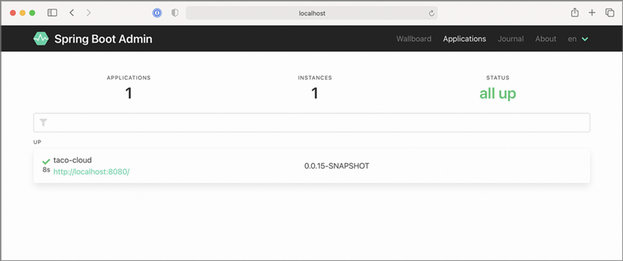 localhost
Spring Boot Admin
Wallboard Applications Journal About en
APPLICATIONS INSTANCES STATUS
1 1 all up
UP
taco-cloud
0.0.15-SNAPSHOT
8s http://localhost:8080/